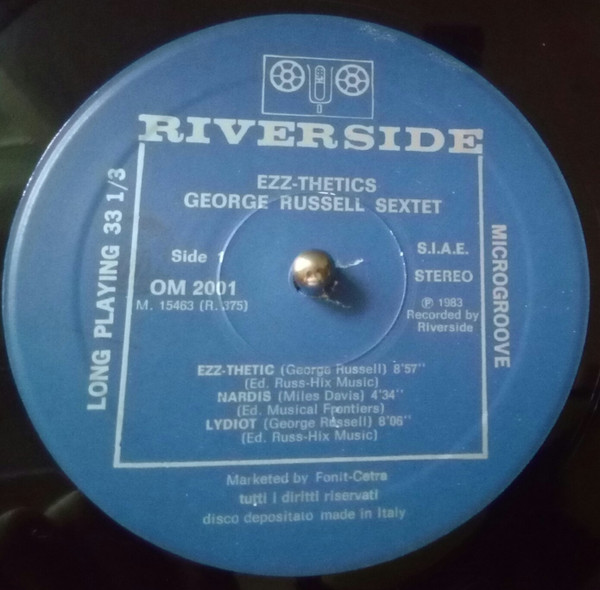 RIVERSIDE
EZZ-THETICS
GEORGE RUSSELL SEXTET
LONG PLAYING 33 1/3
MICROGROOVE
Side 1
S.I.A.E.
OM 2001
STEREO
M. 15463 (R. 375)
℗ 1983
Recorded by
Riverside
EZZ-THETIC (George Russell) 8'57''
(Ed. Russ-Hix Music)
NARDIS (Miles Davis) 4'34''
(Ed. Musical Frontiers)
LYDIOT (George Russell) 8'06''
(Ed. Russ-Hix Music)
Marketed by Fonit-Cetra
tutti i diritti riservati
disco depositato made in Italy